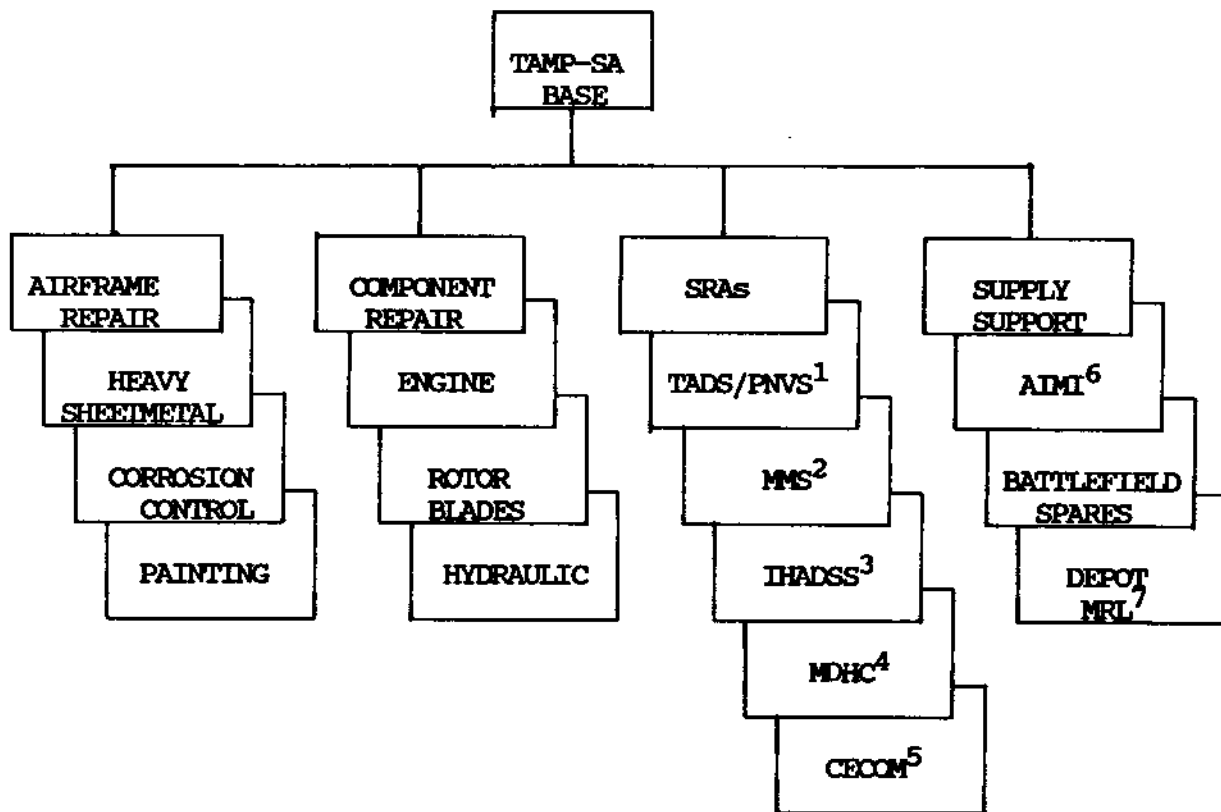 TAMP-SA
BASE
AIRFRAME
REPAIR
HEAVY
SHEETMETAL
CORROSION
CONTROL
PAINTING
COMPONENT
REPAIR
ENGINE
ROTOR
BLADES
HYDRAULIC
SRAs
TADS/PNVS1
MMS2
IHADSS3
MDHC4
CECOM5
SUPPLY
SUPPORT
AIMI6
BATTLEFIELD
SPARES
DEPOT
MRL7